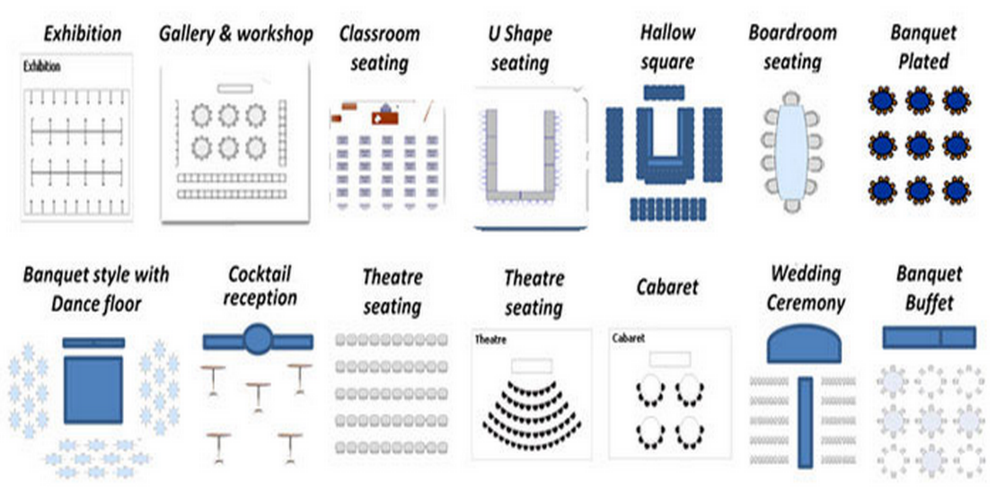 Exhibition
Exhibition
Gallery & workshop
Classroom
seating
U Shape
seating
Hallow
square
Boardroom
seating
Banquet
Plated
Banquet style with
Dance floor
Cocktail
reception
Theatre
seating
Theatre
seating
Theatre
Cabaret
Cabaret
Wedding
Ceremony
Banquet
Buffet